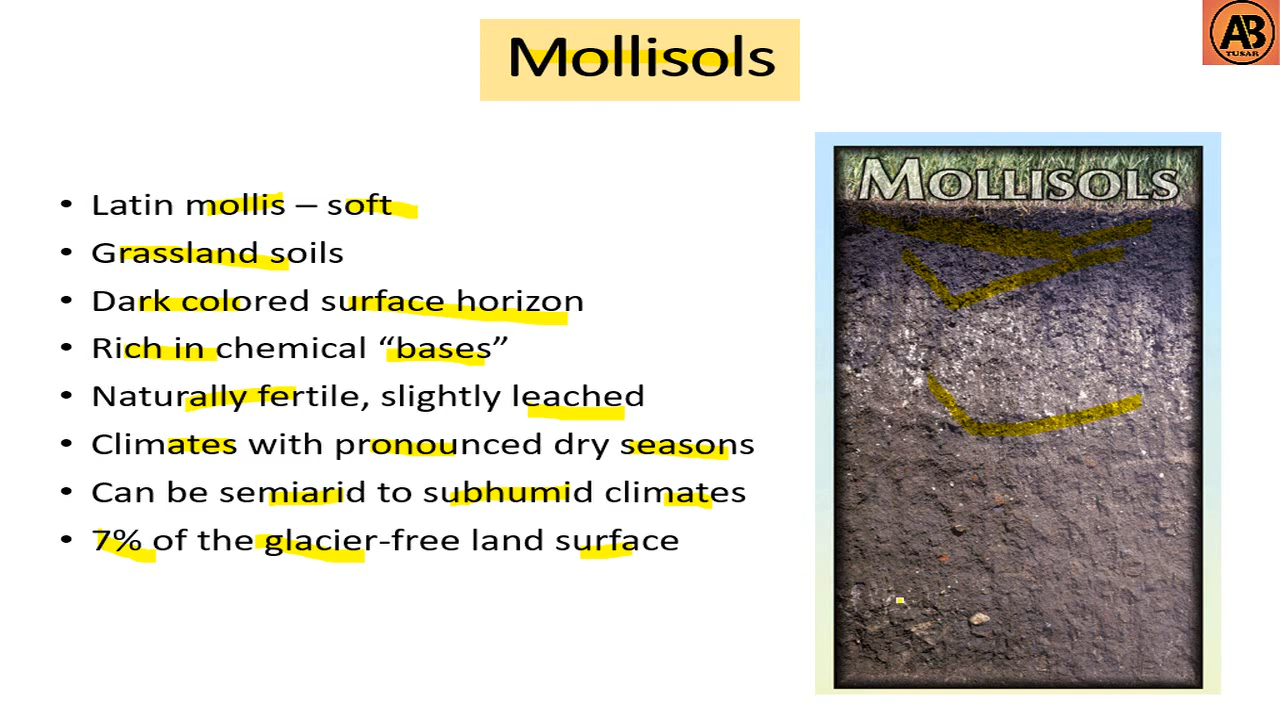 Mollisols
AB
TUSAR
• Latin mollis – soft
• Grassland soils
• Dark colored surface horizon
• Rich in chemical “bases”
• Naturally fertile, slightly leached
• Climates with pronounced dry seasons
• Can be semiarid to subhumid climates
• 7% of the glacier-free land surface
MOLLISOLS